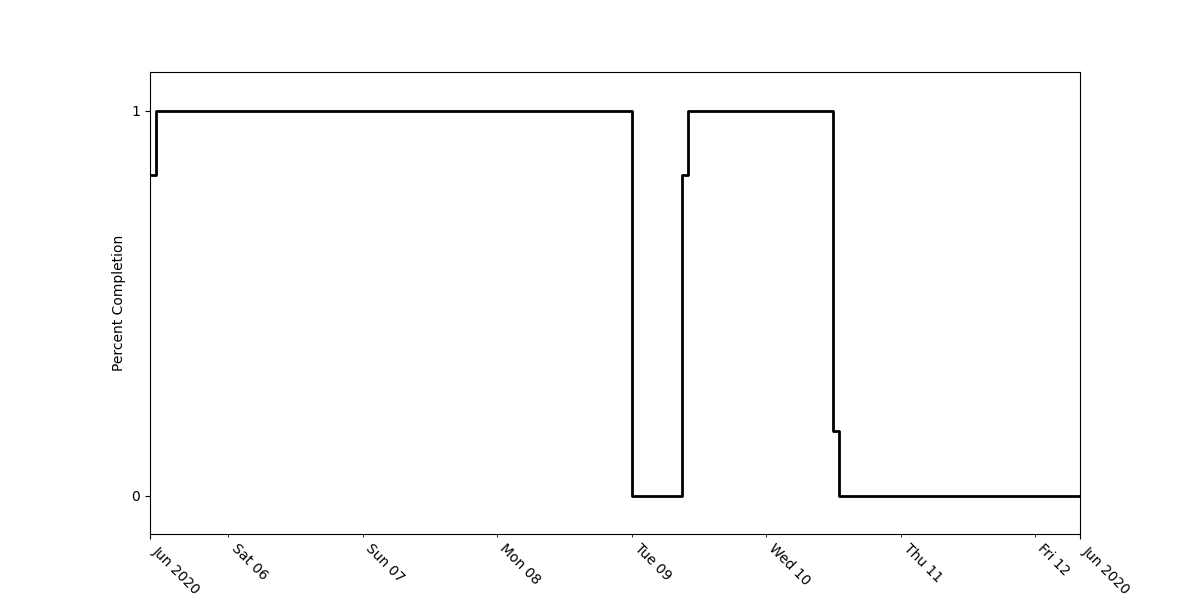 1
Percent Completion
0
Jun 2020
Sat 06
Sun 07
Mon 08
Tue 09
Wed 10
Thu 11
Fri 12
Jun 2020